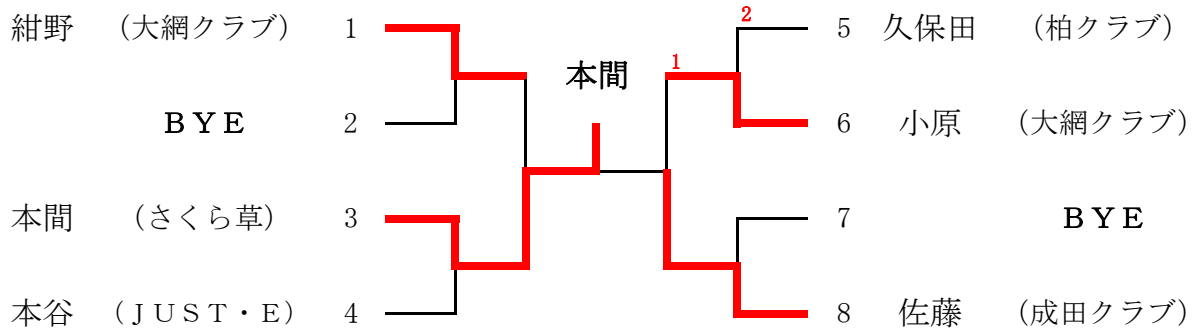 紺野 （大網クラブ） 1
ＢＹＥ 2
本間 （さくら草） 3
本谷 （ＪＵＳＴ・Ｅ） 4
本間
2
1
5 久保田 （柏クラブ）
6 小原 （大網クラブ）
7 ＢＹＥ
8 佐藤 （成田クラブ）